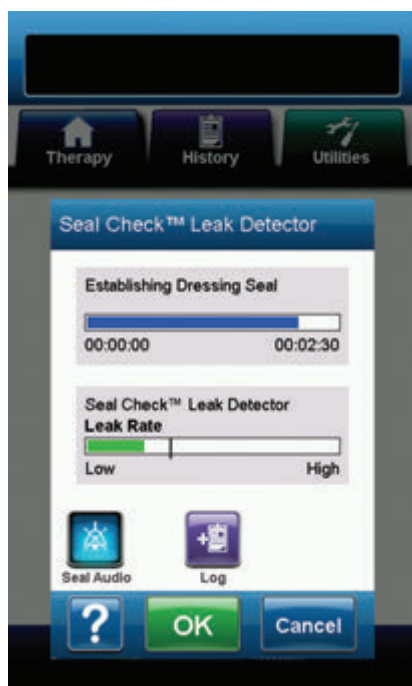 Therapy History Utilities
Seal Check™ Leak Detector
Establishing Dressing Seal
00:00:00 00:02:30
Seal Check™ Leak Detector
Leak Rate
Low High
Seal Audio Log
? OK Cancel